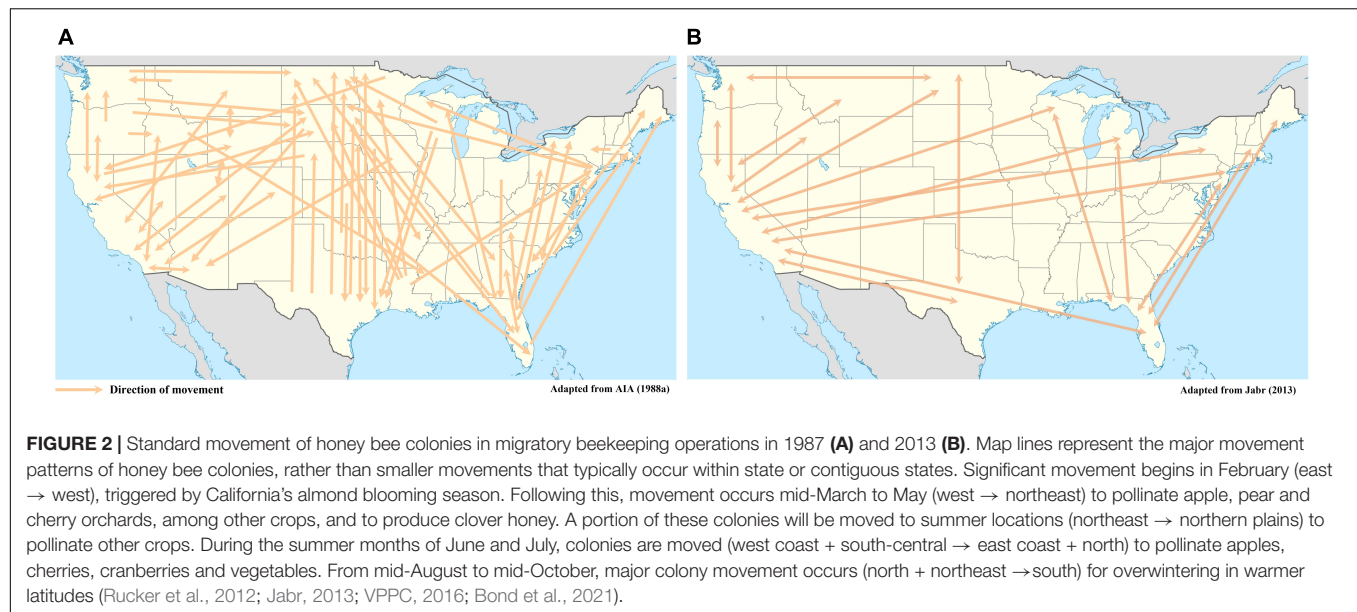 A
B
Direction of movement
Adapted from AIA (1988a)
Adapted from Jabr (2013)
FIGURE 2 | Standard movement of honey bee colonies in migratory beekeeping operations in 1987 (A) and 2013 (B). Map lines represent the major movement
patterns of honey bee colonies, rather than smaller movements that typically occur within state or contiguous states. Significant movement begins in February (east
→ west), triggered by California's almond blooming season. Following this, movement occurs mid-March to May (west → northeast) to pollinate apple, pear and
cherry orchards, among other crops, and to produce clover honey. A portion of these colonies will be moved to summer locations (northeast → northern plains) to
pollinate other crops. During the summer months of June and July, colonies are moved (west coast + south-central → east coast + north) to pollinate apples,
cherries, cranberries and vegetables. From mid-August to mid-October, major colony movement occurs (north + northeast →south) for overwintering in warmer
latitudes (Rucker et al., 2012; Jabr, 2013; VPPC, 2016; Bond et al., 2021).